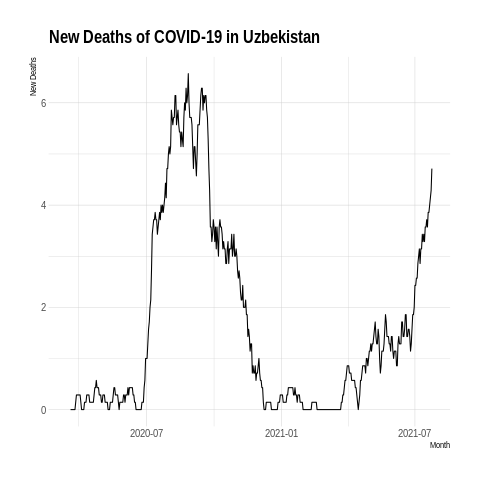 New Deaths of COVID-19 in Uzbekistan
New Deaths
6
4
2
0
2020-07
2021-01
2021-07
Month